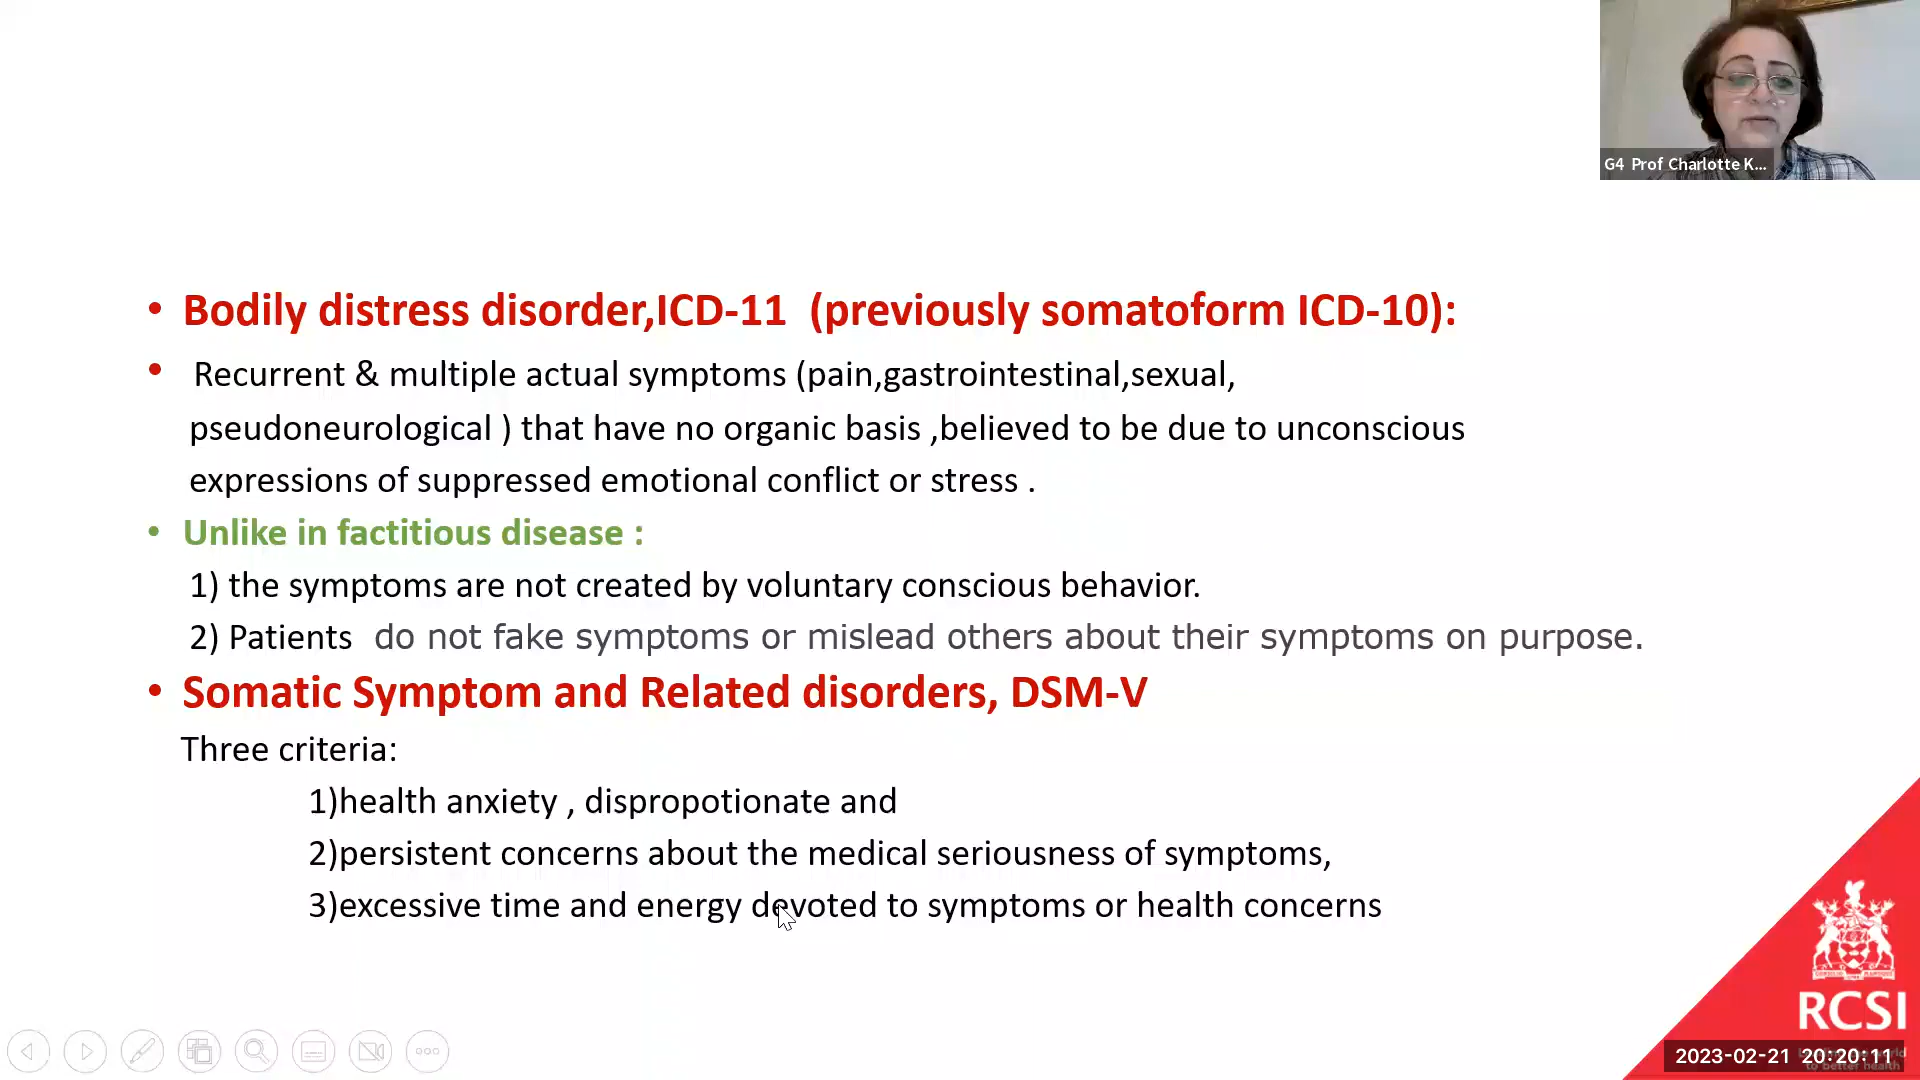 G4 Prof Charlotte K...
• Bodily distress disorder,ICD-11 (previously somatoform ICD-10):
• Recurrent & multiple actual symptoms (pain,gastrointestinal,sexual,
pseudoneurological ) that have no organic basis ,believed to be due to unconscious
expressions of suppressed emotional conflict or stress .
• Unlike in factitious disease :
1) the symptoms are not created by voluntary conscious behavior.
2) Patients do not fake symptoms or mislead others about their symptoms on purpose.
• Somatic Symptom and Related disorders, DSM-V
Three criteria:
1)health anxiety , dispropotionate and
2)persistent concerns about the medical seriousness of symptoms,
3)excessive time and energy devoted to symptoms or health concerns
RCSI
2023-02-21 20:20:11
to better health